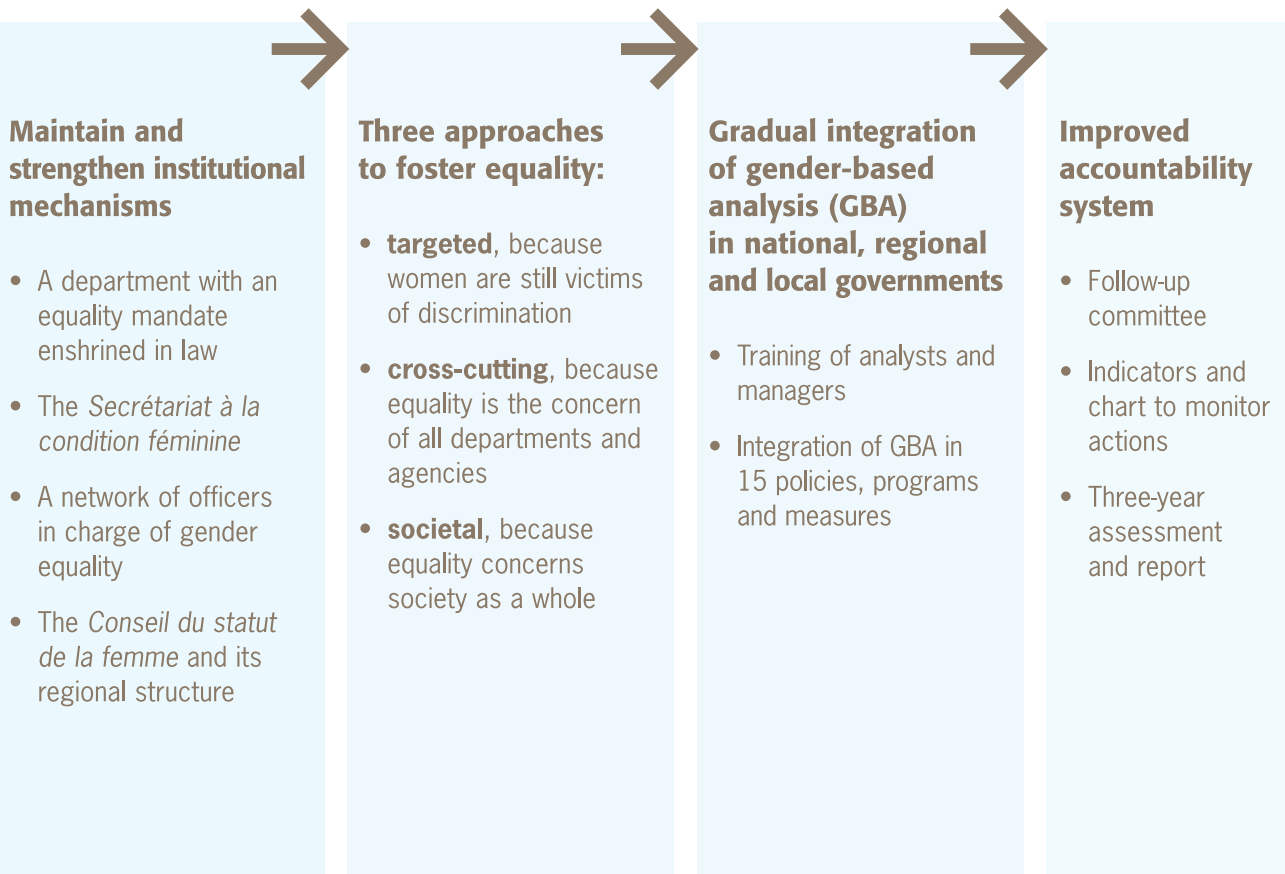 Maintain and
strengthen institutional
mechanisms
• A department with an
equality mandate
enshrined in law
• The Secrétariat à la
condition féminine
• A network of officers
in charge of gender
equality
• The Conseil du statut
de la femme and its
regional structure
Three approaches
to foster equality:
• targeted, because
women are still victims
of discrimination
• cross-cutting, because
equality is the concern
of all departments and
agencies
• societal, because
equality concerns
society as a whole
Gradual integration
of gender-based
analysis (GBA)
in national, regional
and local governments
• Training of analysts and
managers
• Integration of GBA in
15 policies, programs
and measures
Improved
accountability
system
• Follow-up
committee
• Indicators and
chart to monitor
actions
• Three-year
assessment
and report